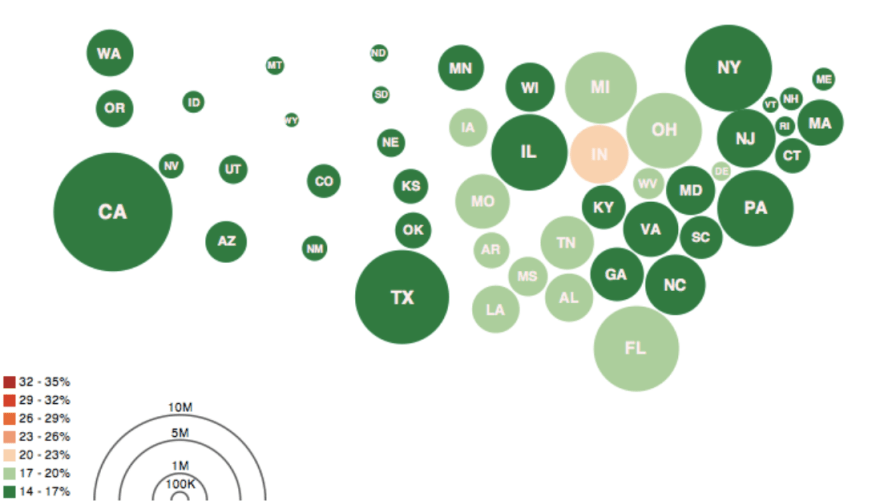 WA
OR
ID
MT
ND
SD
WY
MN
WI
MI
NY
ME
VT
NH
MA
RI
NJ
CT
IA
IL
IN
OH
NE
NV
UT
CO
KS
MO
KY
WV
DE
MD
PA
CA
AZ
NM
OK
AR
TN
VA
SC
TX
MS
LA
AL
GA
NC
FL
32 - 35%
29 - 32%
26 - 29%
23 - 26%
20 - 23%
17 - 20%
14 - 17%
10M
5M
1M
100K